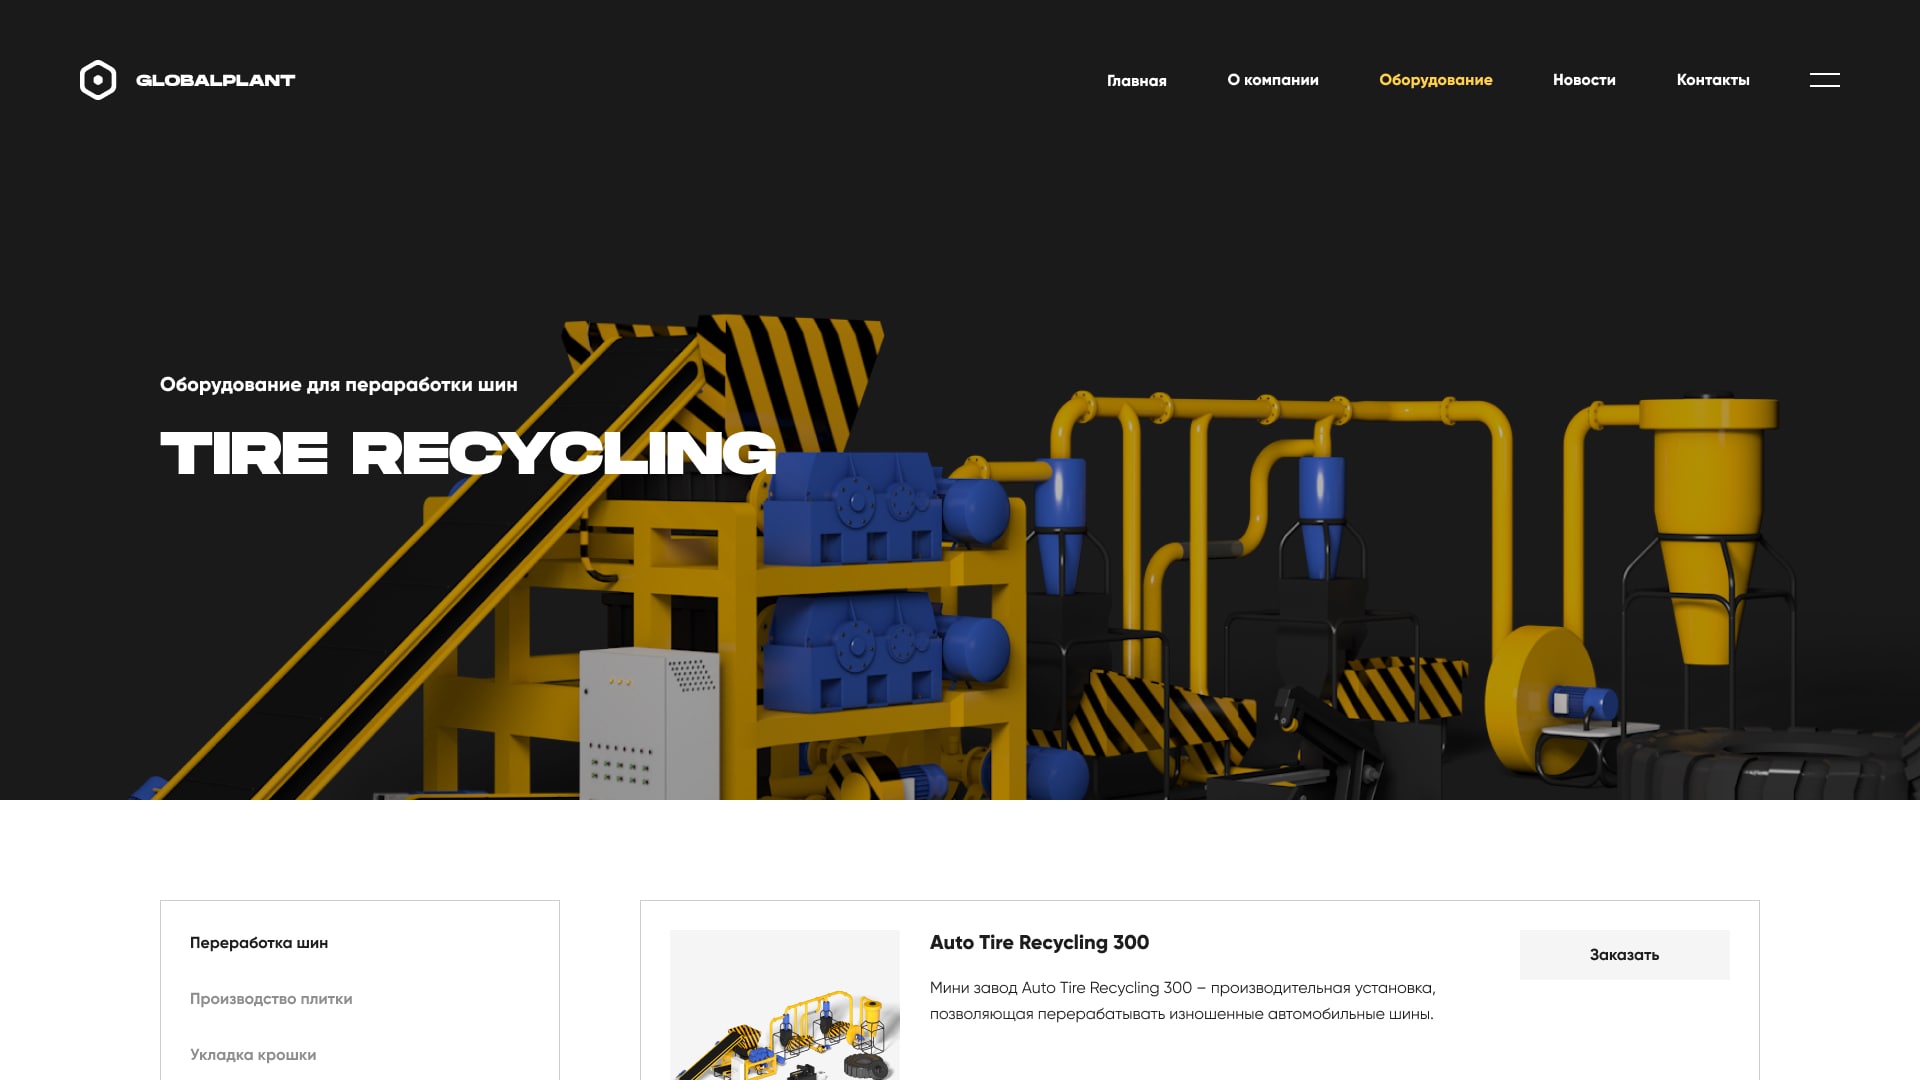 GLOBALPLANT
Главная
О компании
Оборудование
Новости
Контакты
Оборудование для пераработки шин
TIRE RECYCLING
Переработка шин
Производство плитки
Укладка крошки
Auto Tire Recycling 300
Мини завод Auto Tire Recycling 300 – производительная установка,
позволяющая перерабатывать изношенные автомобильные шины.
Заказать